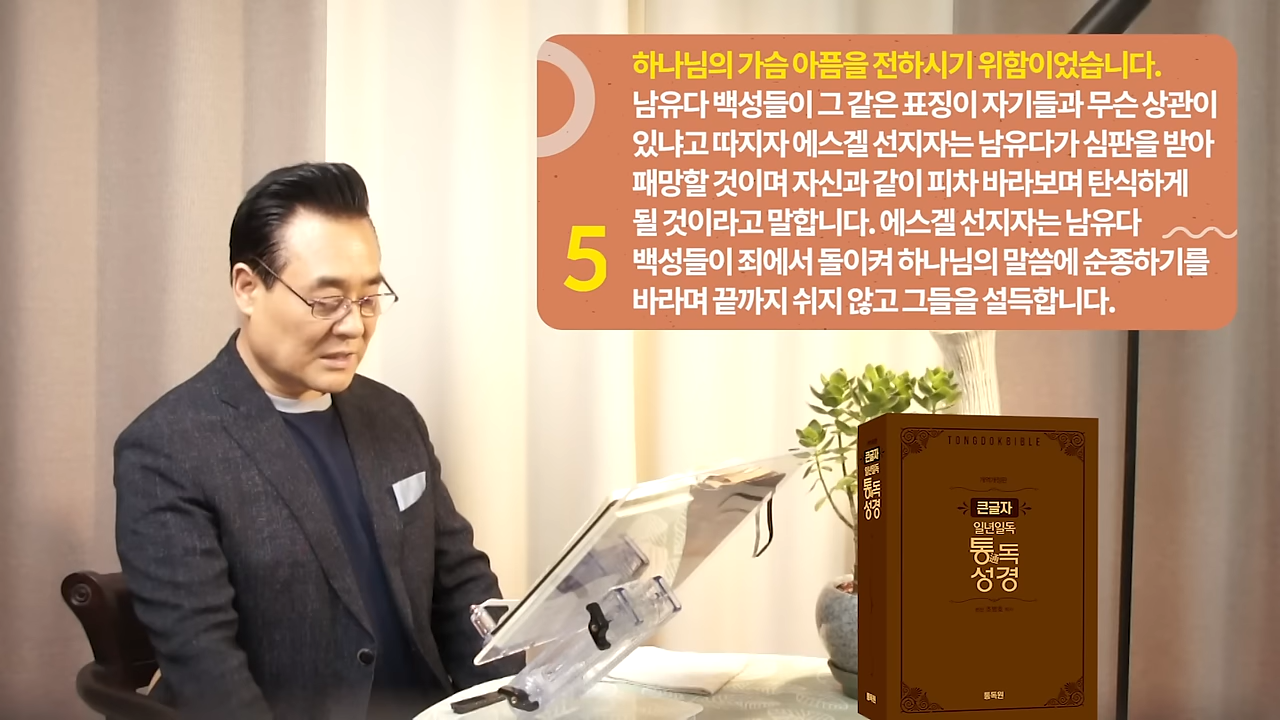 하나님의 가슴 아픔을 전하시기 위함이었습니다.
남유다 백성들이 그 같은 표징이 자기들과 무슨 상관이
있냐고 따지자 에스겔 선지자는 남유다가 심판을 받아
패망할 것이며 자신과 같이 피차 바라보며 탄식하게
5
될 것이라고 말합니다. 에스겔 선지자는 남유다
백성들이 죄에서 돌이켜 하나님의 말씀에 순종하기를
바라며 끝까지 쉬지 않고 그들을 설득합니다.
TONGDOKBIBLE
큰글자
일년일독
통독
성경
통독원
큰글자
일년일독
통독
성경
통독원